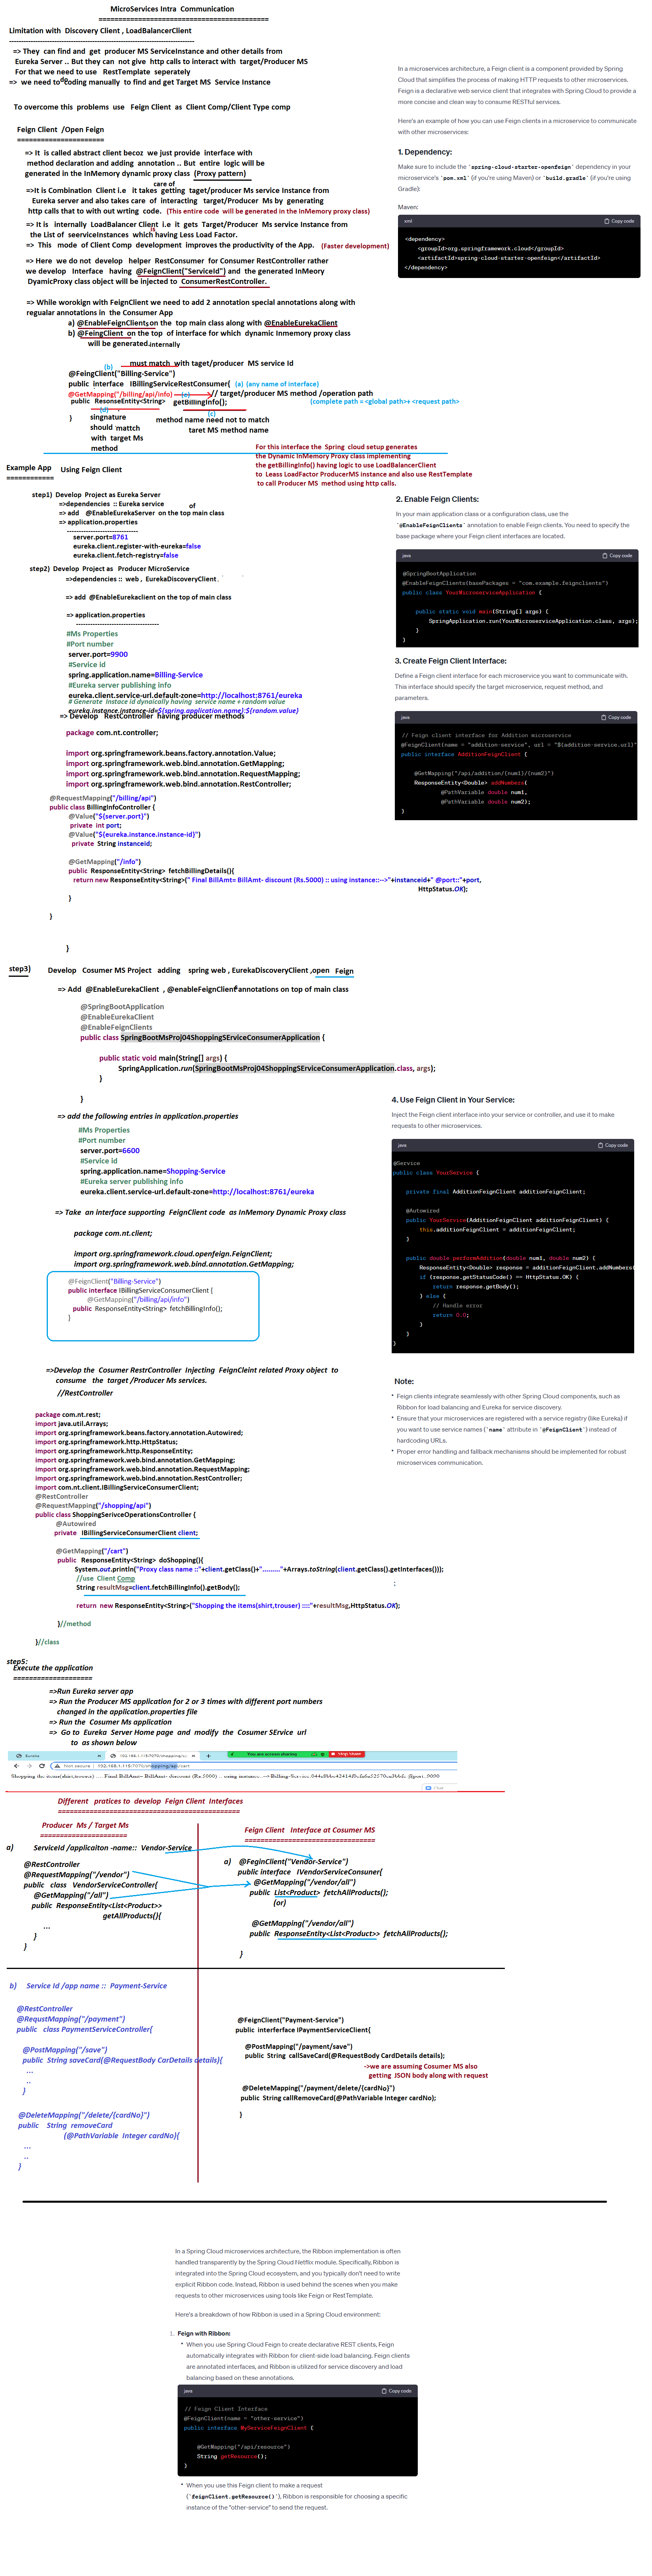 MicroServices Intra Communication
===========================================
Limitation with Discovery Client , LoadBalancerClient
-----------------------------------------------------------
=> They can find and get producer MS ServiceInstance and other details from
Eureka Server .. But they can not give http calls to interact with target/Producer MS
For that we need to use RestTemplate seperately
=> we need to do coding manually to find and get Target MS Service Instance
To overcome this problems use Feign Client as Client Comp/Client Type comp
Feign Client /Open Feign
======================
=> It is called abstract client becoz we just provide interface with
method declaration and adding annotation .. But entire logic will be
generated in the InMemory dynamic proxy class (Proxy pattern)
care of
=>It is Combination Client i.e it takes getting taget/producer Ms service Instance from
Eureka server and also takes care of interacting target/Producer Ms by generating
http calls that to with out wrting code. (This entire code will be generated in the InMemory proxy class)
=> It is internally LoadBalancer Client i.e it gets Target/Producer Ms service Instance from
the List of serviceInstances which is having Less Load Factor.
=> This mode of Client Comp development improves the productivity of the App. (Faster development)
=> Here we do not develop helper RestConsumer for Consumer RestController rather
we develop Interface having @FeignClient("ServiceId") and the generated InMeory
DyamicProxy class object will be injected to ConsumerRestController.
=> While worokign with FeignClient we need to add 2 annotation special annotations along with
regualar annotations in the Consumer App
a) @EnableFeignClients on the top main class along with @EnableEurekaClient
b) @FeingClient on the top of interface for which dynamic Inmemory proxy class
will be generated. internally
(b) must match with taget/producer MS service Id
@FeignClient("Billing-Service")
public interface IBillingServiceRestConsumer{ (a) (any name of interface)
@GetMapping("/billing/api/info) (e) // target/producer MS method /operation path
public ResonseEntity<String> getBillingInfo(); (complete path = <global path>+ <request path>
(d) (c)
} singnature
should match
with target Ms
method
method name need not to match
taret MS method name
For this interface the Spring cloud setup generates
the Dynamic InMemory Proxy class implementing
the getBillingInfo() having logic to use LoadBalancerClient
to Leass LoadFactor ProducerMS instance and also use RestTemplate
to call Producer MS method using http calls.
Example App Using Feign Client
============
step1) Develop Project as Eureka Server
=>dependencies :: Eureka service of
=> add @EnableEurekaServer on the top main class
=> application.properties
server.port=8761
eureka.client.register-with-eureka=false
eureka.client.fetch-registry=false
step2) Develop Project as Producer MicroService
=>dependencies :: web , EurekaDiscoveryClient .
=> add @EnableEurekaclient on the top of main class
=> application.properties
#Ms Properties
#Port number
server.port=9900
#Service id
spring.application.name=Billing-Service
#Eureka server publishing info
eureka.client.service-url.default-zone=http://localhost:8761/eureka
# Generate Instace id dynaically having service name + random value
eureka.instance.instance-id=${spring.application.name}:${random.value}
=> Develop RestController having producer methods
package com.nt.controller;
import org.springframework.beans.factory.annotation.Value;
import org.springframework.web.bind.annotation.GetMapping;
import org.springframework.web.bind.annotation.RequestMapping;
import org.springframework.web.bind.annotation.RestController;
@RequestMapping("/billing/api")
public class BillingInfoController {
@Value("${server.port}")
private int port;
@Value("${eureka.instance.instance-id}")
private String instanceid;
@GetMapping("/info")
public ResponseEntity<String> fetchBillingDetails(){
return new ResponseEntity<String>(" Final BillAmt= BillAmt- discount (Rs.5000) :: using instance::-->"+instanceid+" @port::"+port,
HttpStatus.OK);
}
}
}
step3) Develop Cosumer MS Project adding spring web , EurekaDiscoveryClient ,open Feign
=> Add @EnableEurekaClient , @enableFeignClient annotations on top of main class
@SpringBootApplication
@EnableEurekaClient
@EnableFeignClients
public class SpringBootMsProj04ShoppingSErviceConsumerApplication {
public static void main(String[] args) {
SpringApplication.run(SpringBootMsProj04ShoppingSErviceConsumerApplication.class, args);
}
}
=> add the following entries in application.properties
#Ms Properties
#Port number
server.port=6600
#Service id
spring.application.name=Shopping-Service
#Eureka server publishing info
eureka.client.service-url.default-zone=http://localhost:8761/eureka
=> Take an interface supporting FeignClient code as InMemory Dynamic Proxy class
package com.nt.client;
import org.springframework.cloud.openfeign.FeignClient;
import org.springframework.web.bind.annotation.GetMapping;
@FeignClient("Billing-Service")
public interface IBillingServiceConsumerClient {
@GetMapping("/billing/api/info")
public ResponseEntity<String> fetchBillingInfo();
}
=>Develop the Cosumer RestrController Injecting FeignCleint related Proxy object to
consume the target /Producer Ms services.
//RestController
package com.nt.rest;
import java.util.Arrays;
import org.springframework.beans.factory.annotation.Autowired;
import org.springframework.http.HttpStatus;
import org.springframework.http.ResponseEntity;
import org.springframework.web.bind.annotation.GetMapping;
import org.springframework.web.bind.annotation.RequestMapping;
import org.springframework.web.bind.annotation.RestController;
import com.nt.client.IBillingServiceConsumerClient;
@RestController
@RequestMapping("/shopping/api")
public class ShoppingSerivceOperationsController {
@Autowired
private IBillingServiceConsumerClient client;
@GetMapping("/cart")
public ResponseEntity<String> doShopping(){
System.out.println("Proxy class name ::"+client.getClass()+"........."+Arrays.toString(client.getClass().getInterfaces()));
//use Client Comp
String resultMsg=client.fetchBillingInfo().getBody();
return new ResponseEntity<String>("Shopping the items(shirt,trouser) ::::"+resultMsg,HttpStatus.OK);
}//method
}//class
step5:
Execute the application
====================
=>Run Eureka server app
=> Run the Producer MS application for 2 or 3 times with different port numbers
changed in the application.properties file
=> Run the Cosumer Ms application
=> Go to Eureka Server Home page and modify the Cosumer SErvice url
to as shown below
Eureka
You are screen sharing Stop Share
Not secure 192.168.1.119:7070/shopping/api/cart
Different pratices to develop Feign Client Interfaces
Producer Ms / Target Ms
Feign Client Interface at Cosumer MS
a) ServiceId /applicaiton -name:: Vendor-Service
@RestController
@RequestMapping("/vendor")
public class VendorServiceController{
@GetMapping("/all")
public ResponseEntity<List<Product>>
getAllProducts(){
...
}
}
a) @FeginClient("Vendor-Service")
public interface IVendorServiceConsuner{
@GetMapping("/vendor/all")
public List<Product> fetchAllProducts();
(or)
@GetMapping("/vendor/all")
public ResponseEntity<List<Product>> fetchAllProducts();
}
b) Service Id /app name :: Payment-Service
@RestController
@RequstMapping("/payment")
public class PaymentServiceController{
@PostMapping("/save")
public String saveCard(@RequestBody CarDetails details){
...
..
}
@DeleteMapping("/delete/{cardNo}")
public String removeCard
(@PathVariable Integer cardNo){
...
..
}
@FeignClient("Payment-Service")
public interferface IPaymentServiceClient{
@PostMapping("/payment/save")
public String callSaveCard(@RequestBody CardDetails details);
->we are assuming Cosumer MS also
getting JSON body along with request
@DeleteMapping("/payment/delete/{cardNo}")
public String callRemoveCard(@PathVariable Integer cardNo);
}
In a microservices architecture, a Feign client is a component provided by Spring
Cloud that simplifies the process of making HTTP requests to other microservices.
Feign is a declarative web service client that integrates with Spring Cloud to provide a
more concise and clean way to consume RESTful services.
Here's an example of how you can use Feign clients in a microservice to communicate
with other microservices:
1. Dependency:
Make sure to include the `spring-cloud-starter-openfeign` dependency in your
microservice's `pom.xml` (if you're using Maven) or `build.gradle` (if you're using
Gradle):
Maven:
xml Copy code
<dependency>
<groupId>org.springframework.cloud</groupId>
<artifactId>spring-cloud-starter-openfeign</artifactId>
</dependency>
2. Enable Feign Clients:
In your main application class or a configuration class, use the
`@EnableFeignClients` annotation to enable Feign clients. You need to specify the
base package where your Feign client interfaces are located.
java Copy code
@SpringBootApplication
@EnableFeignClients(basePackages = "com.example.feignclients")
public class YourMicroserviceApplication {
public static void main(String[] args) {
SpringApplication.run(YourMicroserviceApplication.class, args);
}
}
3. Create Feign Client Interface:
Define a Feign client interface for each microservice you want to communicate with.
This interface should specify the target microservice, request method, and
parameters.
java Copy code
// Feign client interface for Addition microservice
@FeignClient(name = "addition-service", url = "${addition-service.url}"
public interface AdditionFeignClient {
@GetMapping("/api/addition/{num1}/{num2}")
ResponseEntity<Double> addNumbers(
@PathVariable double num1,
@PathVariable double num2);
}
4. Use Feign Client in Your Service:
Inject the Feign client interface into your service or controller, and use it to make
requests to other microservices.
java Copy code
@Service
public class YourService {
private final AdditionFeignClient additionFeignClient;
@Autowired
public YourService(AdditionFeignClient additionFeignClient) {
this.additionFeignClient = additionFeignClient;
}
public double performAddition(double num1, double num2) {
ResponseEntity<Double> response = additionFeignClient.addNumbers(
if (response.getStatusCode() == HttpStatus.OK) {
return response.getBody();
} else {
// Handle error
return 0.0;
}
}
}
Note:
• Feign clients integrate seamlessly with other Spring Cloud components, such as
Ribbon for load balancing and Eureka for service discovery.
• Ensure that your microservices are registered with a service registry (like Eureka) if
you want to use service names (`name` attribute in `@FeignClient`) instead of
hardcoding URLs.
• Proper error handling and fallback mechanisms should be implemented for robust
microservices communication.
In a Spring Cloud microservices architecture, the Ribbon implementation is often
handled transparently by the Spring Cloud Netflix module. Specifically, Ribbon is
integrated into the Spring Cloud ecosystem, and you typically don't need to write
explicit Ribbon code. Instead, Ribbon is used behind the scenes when you make
requests to other microservices using tools like Feign or RestTemplate.
Here's a breakdown of how Ribbon is used in a Spring Cloud environment:
1. Feign with Ribbon:
• When you use Spring Cloud Feign to create declarative REST clients, Feign
automatically integrates with Ribbon for client-side load balancing. Feign clients
are annotated interfaces, and Ribbon is utilized for service discovery and load
balancing based on these annotations.
java Copy code
// Feign Client Interface
@FeignClient(name = "other-service")
public interface MyServiceFeignClient {
@GetMapping("/api/resource")
String getResource();
}
• When you use this Feign client to make a request
(`feignClient.getResource()`), Ribbon is responsible for choosing a specific
instance of the "other-service" to send the request.